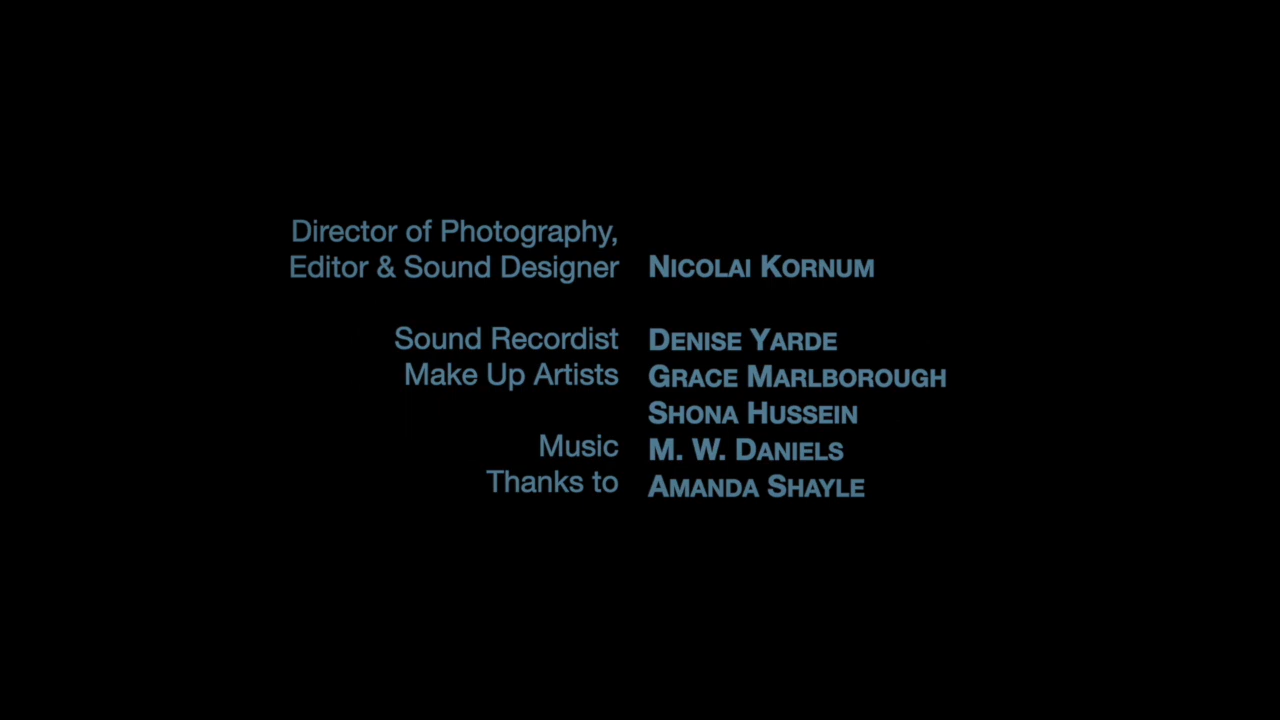 Director of Photography,
Editor & Sound Designer NICOLAI KORNUM
Sound Recordist DENISE YARDE
Make Up Artists GRACE MARLBOROUGH
SHONA HUSSEIN
Music M. W. DANIELS
Thanks to AMANDA SHAYLE